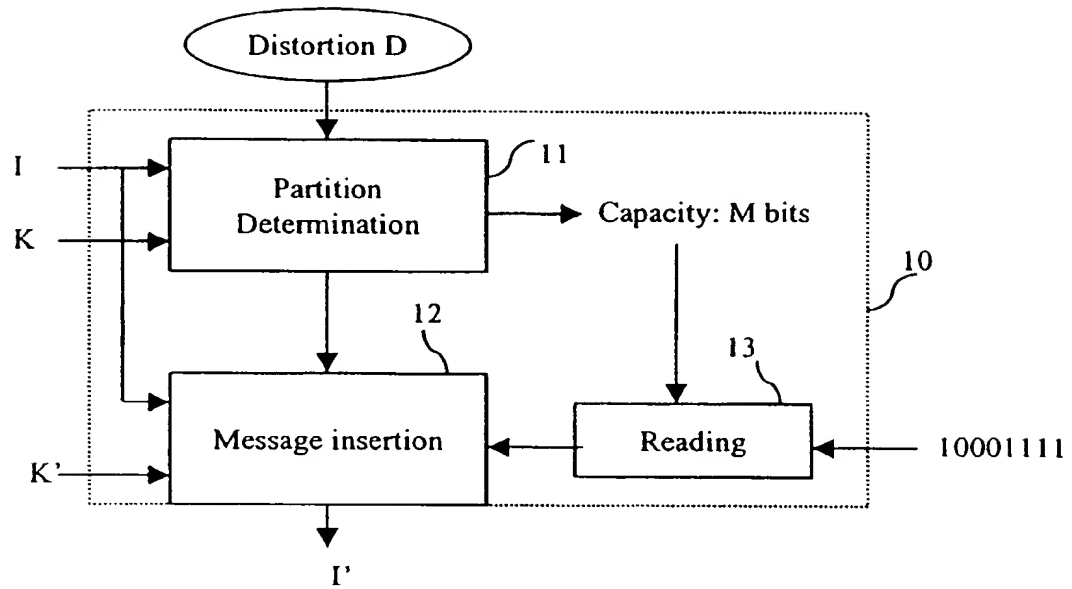 Distortion D
I
11
Partition
Determination
Capacity: M bits
K
10
12
13
Message insertion
Reading
10001111
K'
I'